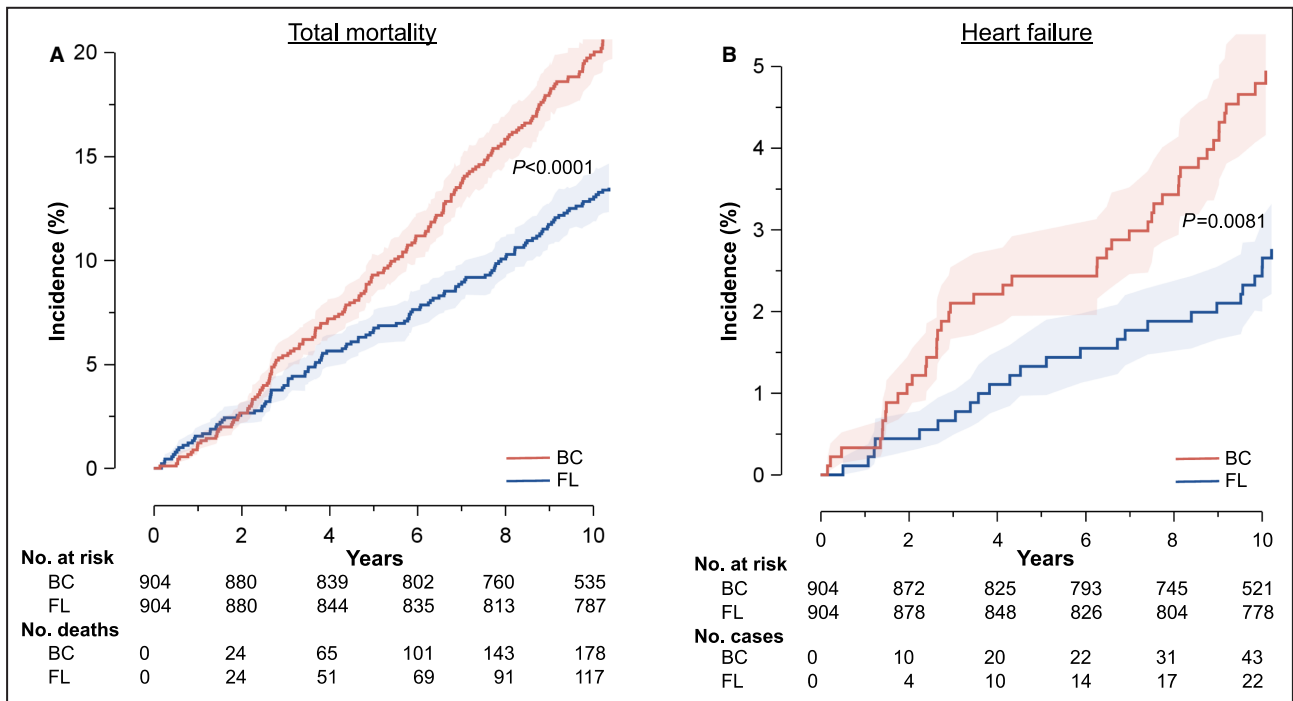 Total mortality
A
20
15
10
5
0
Incidence (%)
P<0.0001
BC
FL
0 2 4 6 8 10
Years
No. at risk
BC 904 880 839 802 760 535
FL 904 880 844 835 813 787
No. deaths
BC 0 24 65 101 143 178
FL 0 24 51 69 91 117
Heart failure
B
5
4
3
2
1
0
Incidence (%)
P=0.0081
BC
FL
0 2 4 6 8 10
Years
No. at risk
BC 904 872 825 793 745 521
FL 904 878 848 826 804 778
No. cases
BC 0 10 20 22 31 43
FL 0 4 10 14 17 22